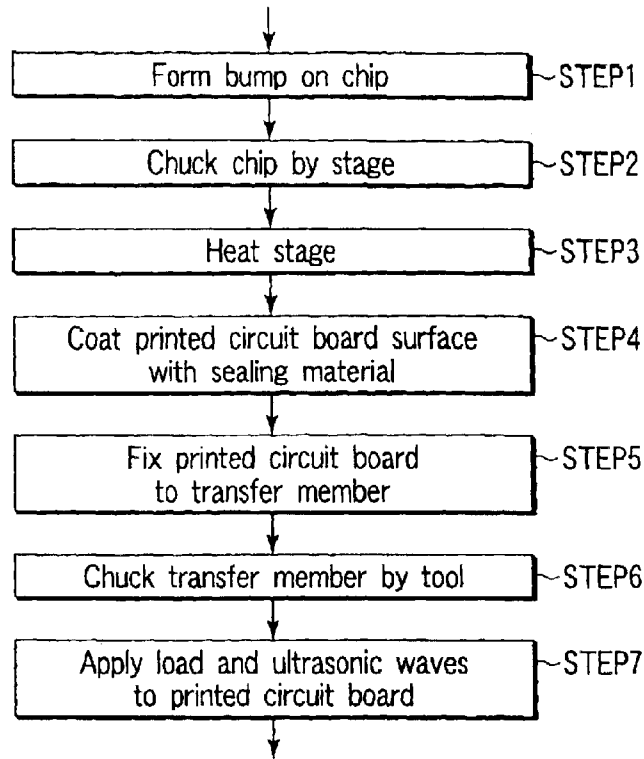 Form bump on chip
STEP1
Chuck chip by stage
STEP2
Heat stage
STEP3
Coat printed circuit board surface
with sealing material
STEP4
Fix printed circuit board
to transfer member
STEP5
Chuck transfer member by tool
STEP6
Apply load and ultrasonic waves
to printed circuit board
STEP7